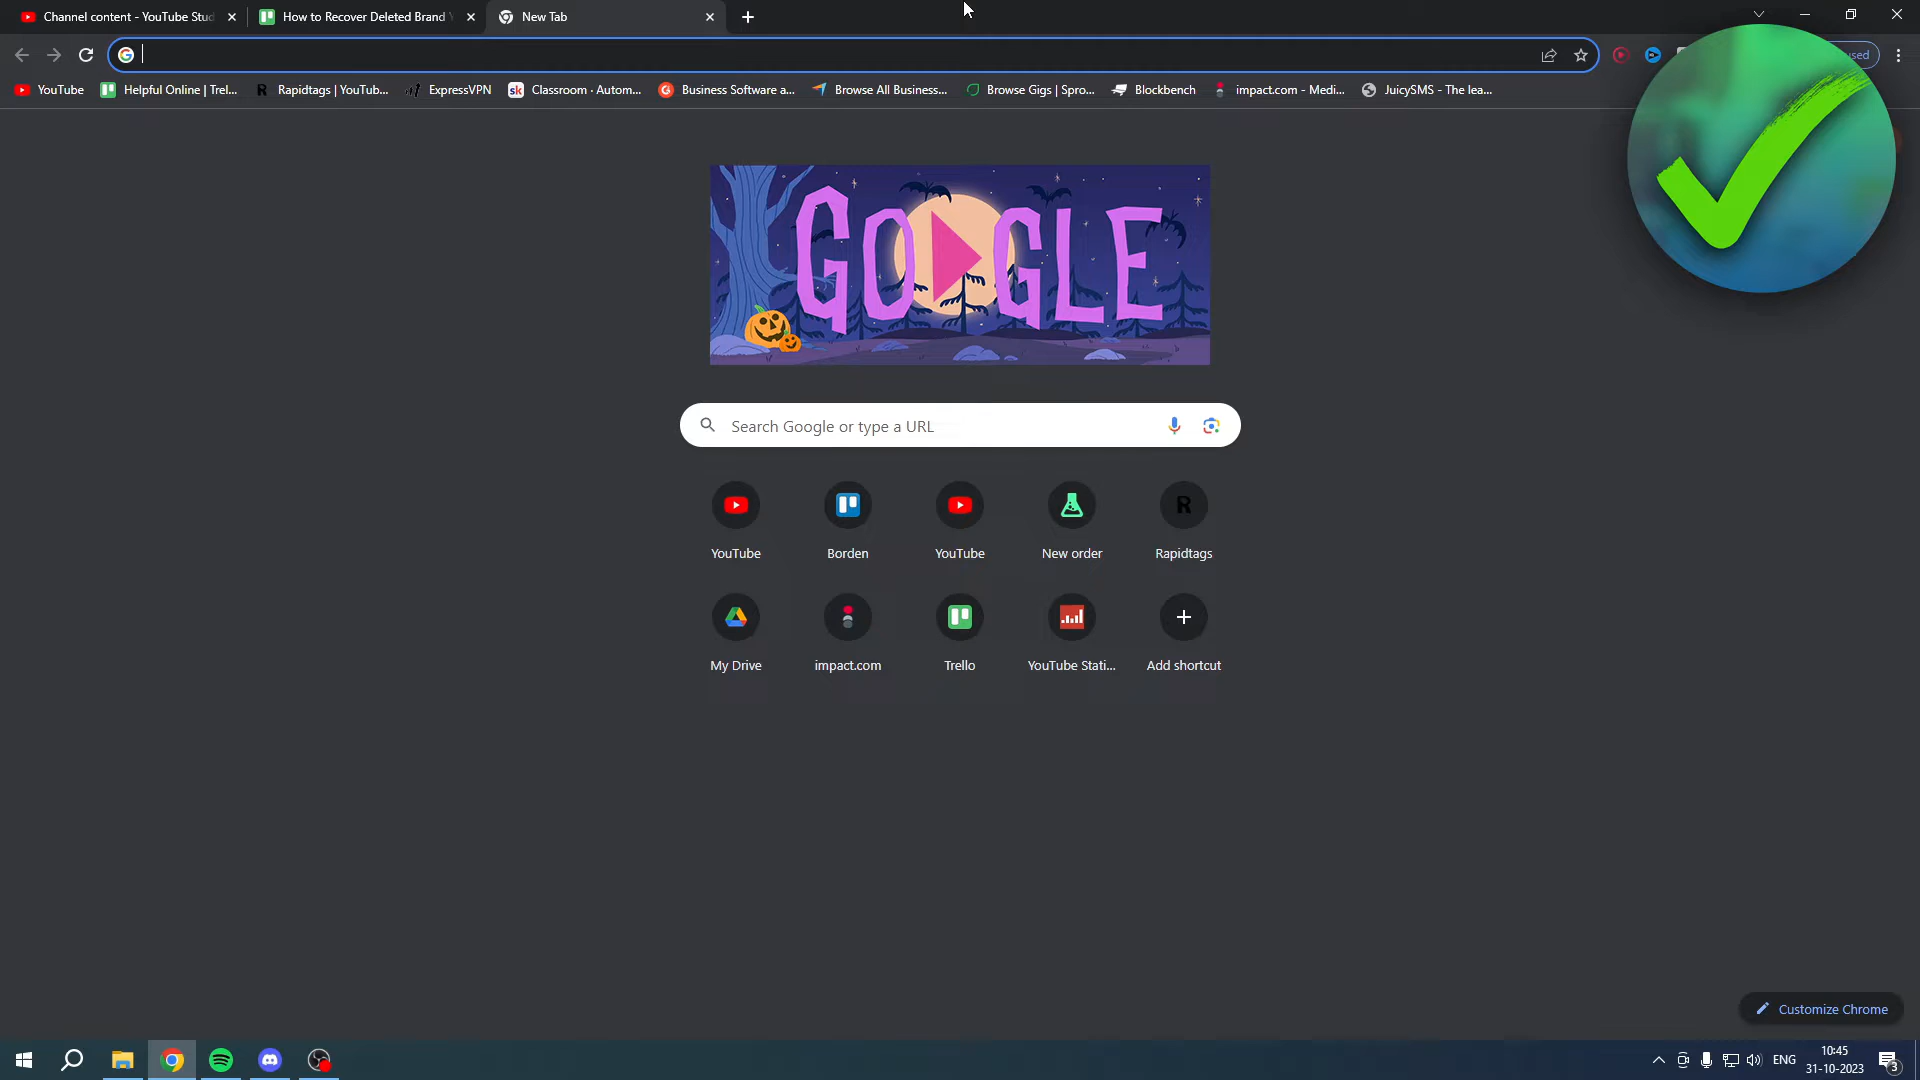 Channel content - YouTube Stud
How to Recover Deleted Brand Y
New Tab
used
YouTube
Helpful Online | Trel...
Rapidtags | YouTub...
ExpressVPN
Classroom · Autom...
Business Software a...
Browse All Business...
Browse Gigs | Spro...
Blockbench
impact.com - Medi...
JuicySMS - The lea...
GOOGLE
Search Google or type a URL
YouTube
Borden
YouTube
New order
Rapidtags
My Drive
impact.com
Trello
YouTube Stati...
Add shortcut
Customize Chrome
ENG
10:45
31-10-2023
3